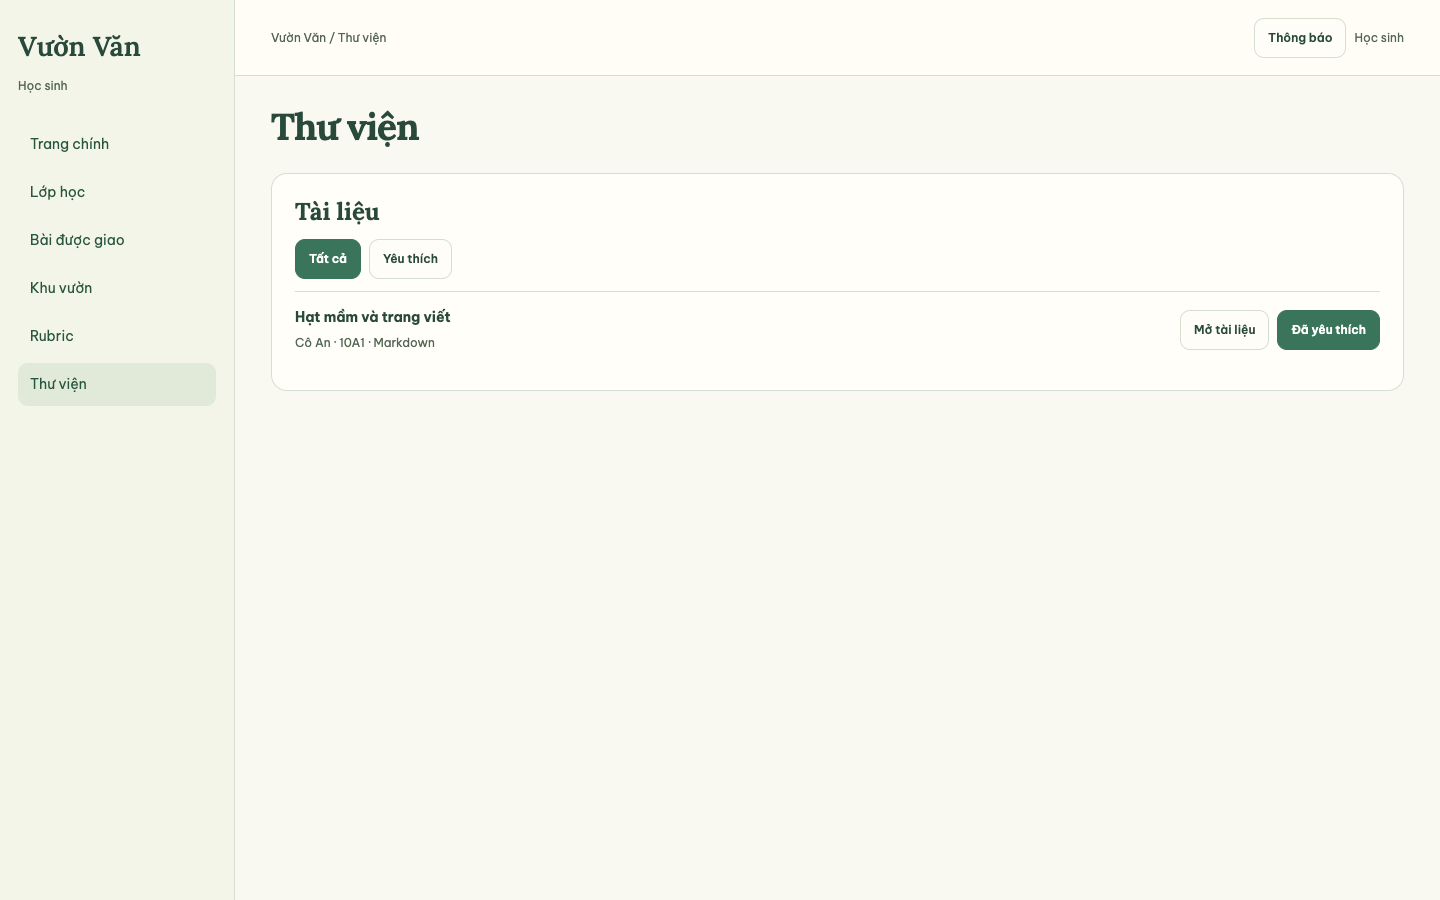 Vườn Văn
Học sinh
Trang chính
Lớp học
Bài được giao
Khu vườn
Rubric
Thư viện
Vườn Văn / Thư viện
Thông báo
Học sinh
Thư viện
Tài liệu
Tất cả
Yêu thích
Hạt mầm và trang viết
Cô An · 10A1 · Markdown
Mở tài liệu
Đã yêu thích